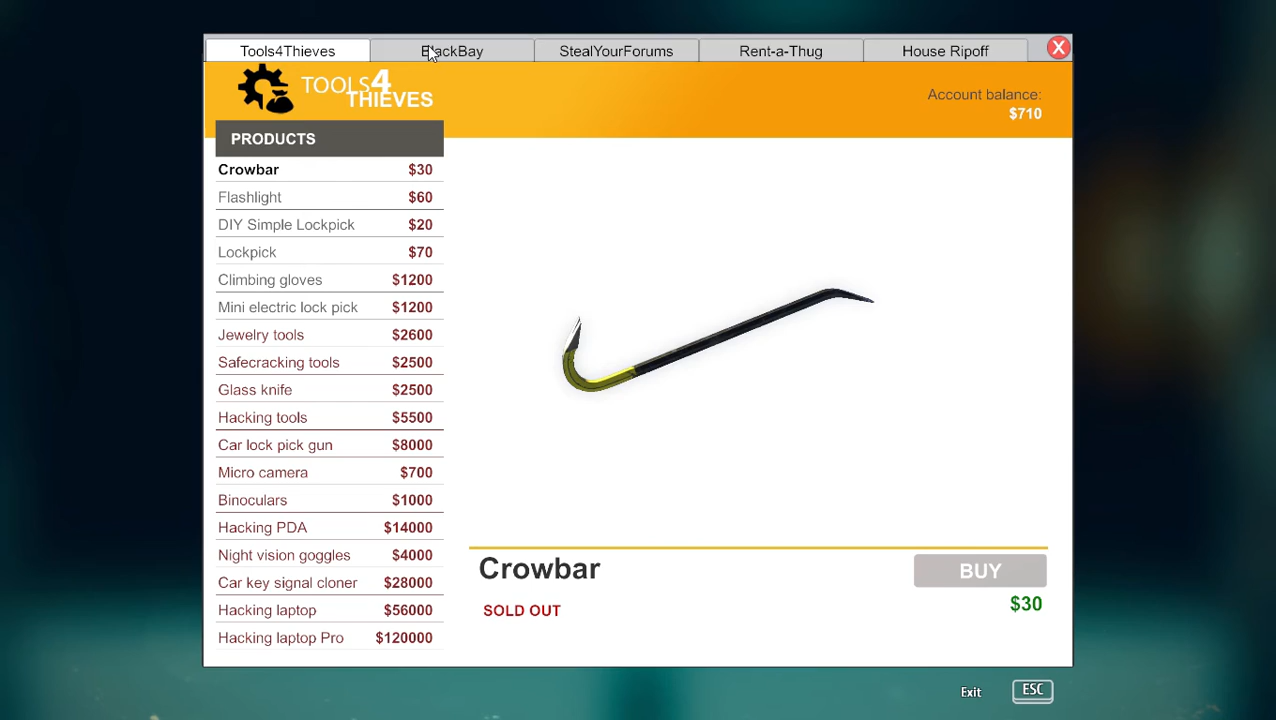 Tools4Thieves BlackBay StealYourForums Rent-a-Thug House Ripoff X
TOOLS4
THIEVES
Account balance:
$710
PRODUCTS
Crowbar $30
Flashlight $60
DIY Simple Lockpick $20
Lockpick $70
Climbing gloves $1200
Mini electric lock pick $1200
Jewelry tools $2600
Safecracking tools $2500
Glass knife $2500
Hacking tools $5500
Car lock pick gun $8000
Micro camera $700
Binoculars $1000
Hacking PDA $14000
Night vision goggles $4000
Car key signal cloner $28000
Hacking laptop $56000
Hacking laptop Pro $120000
Crowbar BUY
SOLD OUT $30
Exit ESC